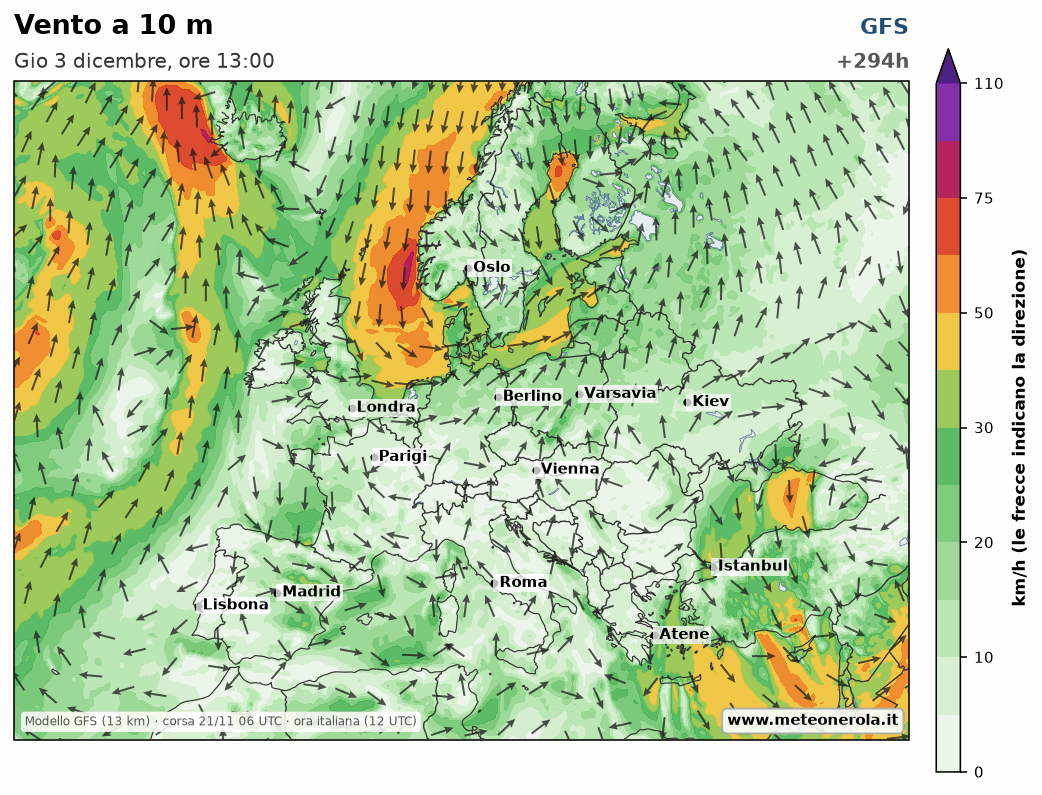 Vento a 10 m
GFS
Gio 3 dicembre, ore 13:00
+294h
110
75
50
30
20
10
0
km/h (le frecce indicano la direzione)
Oslo
Londra
Berlino
Varsavia
Kiev
Parigi
Vienna
Istanbul
Roma
Madrid
Lisbona
Atene
Modello GFS (13 km) · corsa 21/11 06 UTC · ora italiana (12 UTC)
www.meteonerola.it